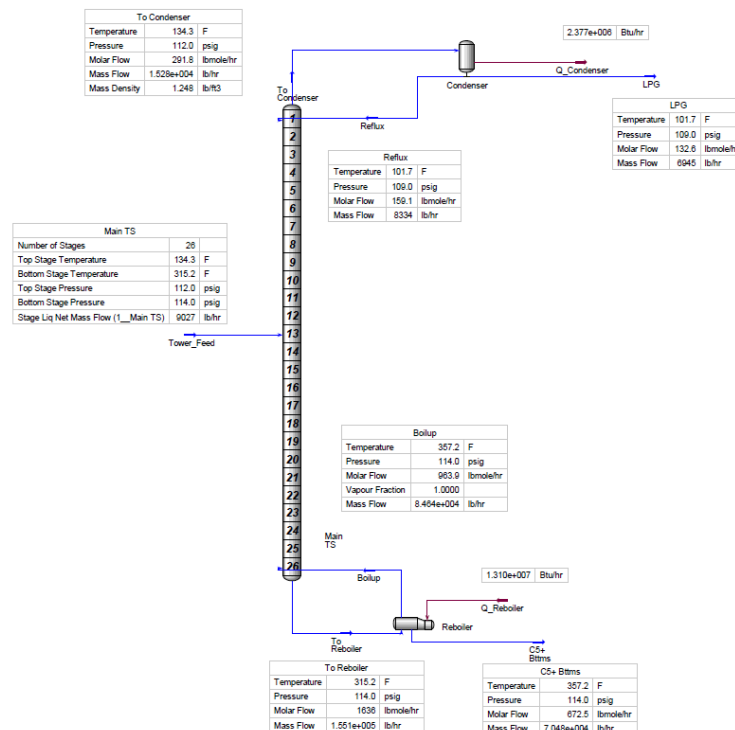 To Condenser
Temperature 134.3 F
Pressure 112.0 psig
Molar Flow 291.8 lbmole/hr
Mass Flow 1.528e+004 lb/hr
Mass Density 1.248 lb/ft3
2.377e+006 Btu/hr
Q_Condenser
Condenser
LPG
To
Condenser
Reflux
LPG
Temperature 101.7 F
Pressure 109.0 psig
Molar Flow 132.6 lbmole/h
Mass Flow 6945 lb/hr
Reflux
Temperature 101.7 F
Pressure 109.0 psig
Molar Flow 159.1 lbmole/hr
Mass Flow 8334 lb/hr
1
2
3
4
5
6
7
8
9
10
11
12
13
14
15
16
17
18
19
20
21
22
23
24
25
26
Main TS
Number of Stages 26
Top Stage Temperature 134.3 F
Bottom Stage Temperature 315.2 F
Top Stage Pressure 112.0 psig
Bottom Stage Pressure 114.0 psig
Stage Liq Net Mass Flow (1__Main TS) 9027 lb/hr
Tower_Feed
Boilup
Temperature 357.2 F
Pressure 114.0 psig
Molar Flow 963.9 lbmole/hr
Vapour Fraction 1.0000
Mass Flow 8.464e+004 lb/hr
Main
TS
Boilup
1.310e+007 Btu/hr
Q_Reboiler
Reboiler
To
Reboiler
C5+
Bttms
To Reboiler
Temperature 315.2 F
Pressure 114.0 psig
Molar Flow 1636 lbmole/hr
Mass Flow 1.551e+005 lb/hr
C5+ Bttms
Temperature 357.2 F
Pressure 114.0 psig
Molar Flow 672.5 lbmole/hr
Mass Flow 7.048e+004 lb/hr